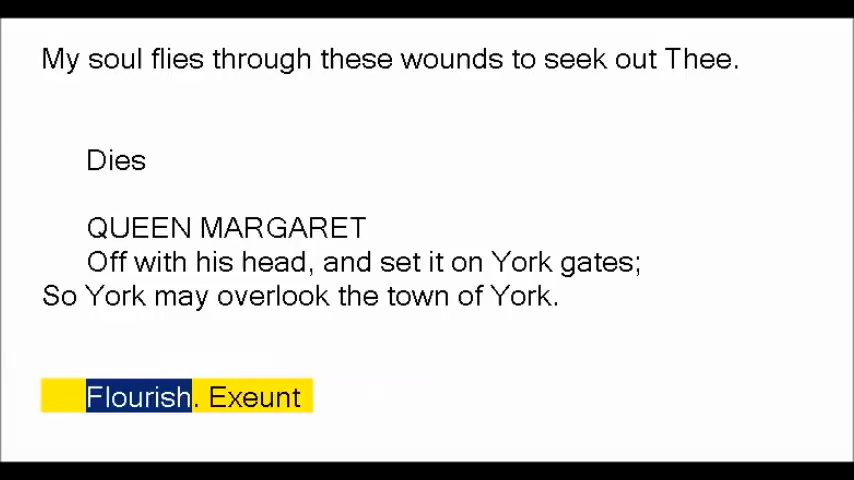 My soul flies through these wounds to seek out Thee.
Dies
QUEEN MARGARET
Off with his head, and set it on York gates;
So York may overlook the town of York.
Flourish. Exeunt